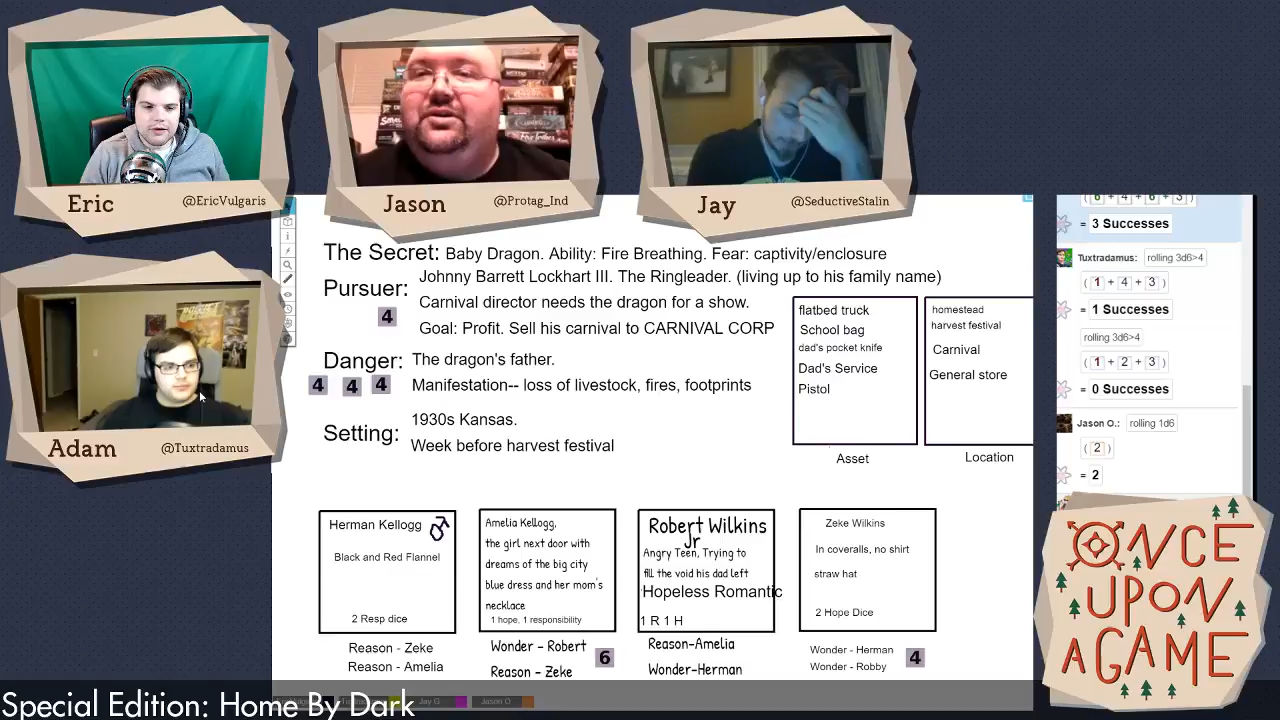 Eric @EricVulgaris
Jason @Protag_Ind
Jay @SeductiveStalin
Adam @Tuxtradamus
The Secret: Baby Dragon. Ability: Fire Breathing. Fear: captivity/enclosure
Pursuer: Johnny Barrett Lockhart III. The Ringleader. (living up to his family name)
4 Carnival director needs the dragon for a show.
Goal: Profit. Sell his carnival to CARNIVAL CORP
Danger: The dragon's father.
4 4 4 Manifestation-- loss of livestock, fires, footprints
Setting: 1930s Kansas.
Week before harvest festival
flatbed truck
School bag
dad's pocket knife
Dad's Service
Pistol
Asset
homestead
harvest festival
Carnival
General store
Location
Herman Kellogg
Black and Red Flannel
2 Resp dice
Reason - Zeke
Reason - Amelia
Amelia Kellogg,
the girl next door with
dreams of the big city
blue dress and her mom's
necklace
1 hope, 1 responsibility
Wonder - Robert
Reason - Zeke
6
Robert Wilkins
Jr
Angry Teen, Trying to
fill the void his dad left
Hopeless Romantic
1 R 1 H
Reason-Amelia
Wonder-Herman
Zeke Wilkins
In coveralls, no shirt
straw hat
2 Hope Dice
Wonder - Herman
Wonder - Robby
4
(6+4+6+3)
= 3 Successes
Tuxtradamus: rolling 3d6>4
(1+4+3)
= 1 Successes
rolling 3d6>4
(1+2+3)
= 0 Successes
Jason O.: rolling 1d6
(2)
= 2
ONCE
UPON
A GAME
Jay G
Jason O
Special Edition: Home By Dark